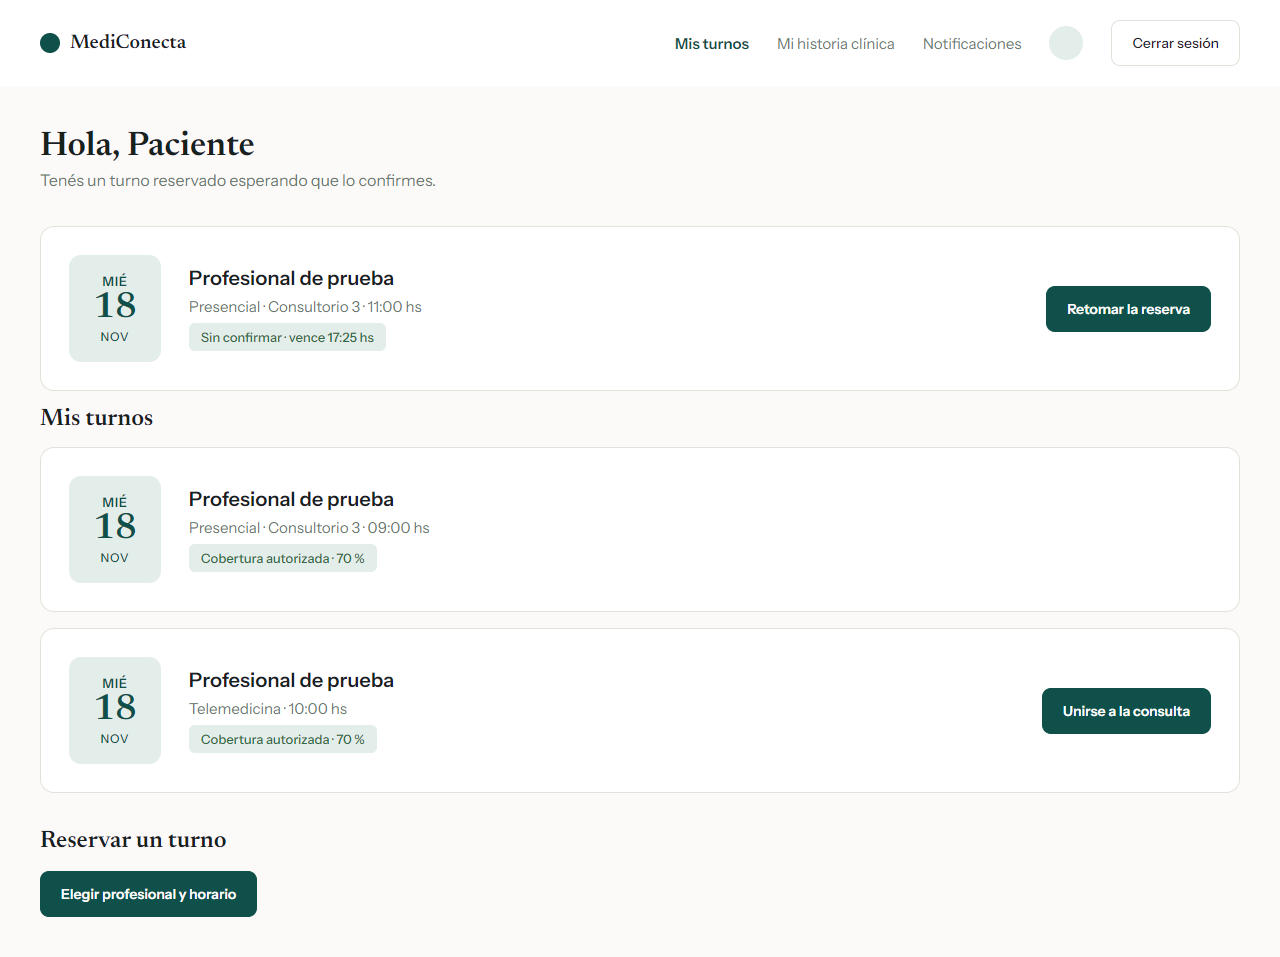 MediConecta
Mis turnos
Mi historia clínica
Notificaciones
Cerrar sesión
Hola, Paciente
Tenés un turno reservado esperando que lo confirmes.
MIÉ
18
NOV
Profesional de prueba
Presencial · Consultorio 3 · 11:00 hs
Sin confirmar · vence 17:25 hs
Retomar la reserva
Mis turnos
MIÉ
18
NOV
Profesional de prueba
Presencial · Consultorio 3 · 09:00 hs
Cobertura autorizada · 70 %
MIÉ
18
NOV
Profesional de prueba
Telemedicina · 10:00 hs
Cobertura autorizada · 70 %
Unirse a la consulta
Reservar un turno
Elegir profesional y horario